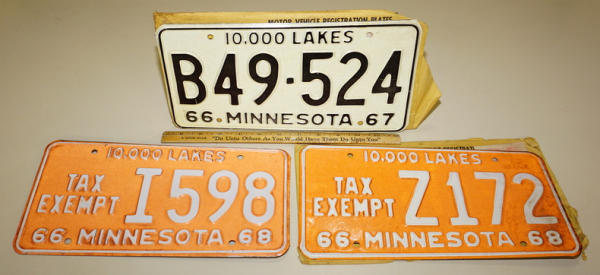 MOTOR VEHICLE REGISTRATION PLATES
10,000 LAKES
B49·524
66 MINNESOTA 67
"Do Unto Others As You Would Have Them Do Unto You"
10,000 LAKES
TAX EXEMPT I598
66 MINNESOTA 68
10,000 LAKES
TAX EXEMPT Z172
66 MINNESOTA 68